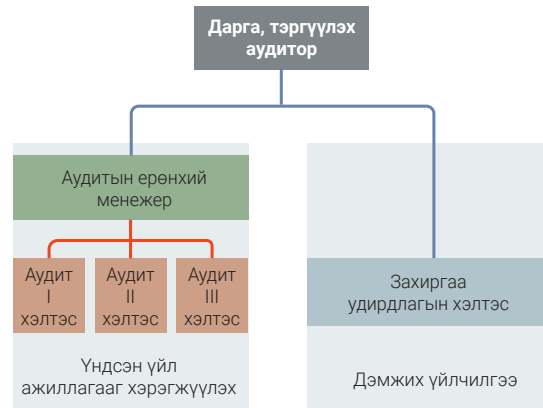 Дарга, тэргүүлэх
аудитор
Аудитын ерөнхий
менежер
Аудит
I
хэлтэс
Аудит
II
хэлтэс
Аудит
III
хэлтэс
Үндсэн үйл
ажиллагааг хэрэгжүүлэх
Захиргаа
удирдлагын хэлтэс
Дэмжих үйлчилгээ